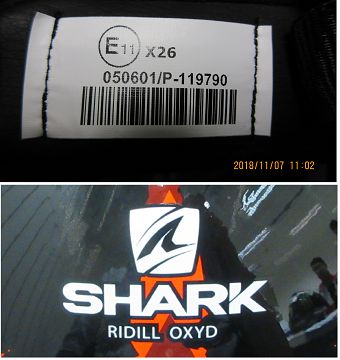 E11 X26
050601/P-119790
2018/11/07 11:02
SHARK
RIDILL OXYD